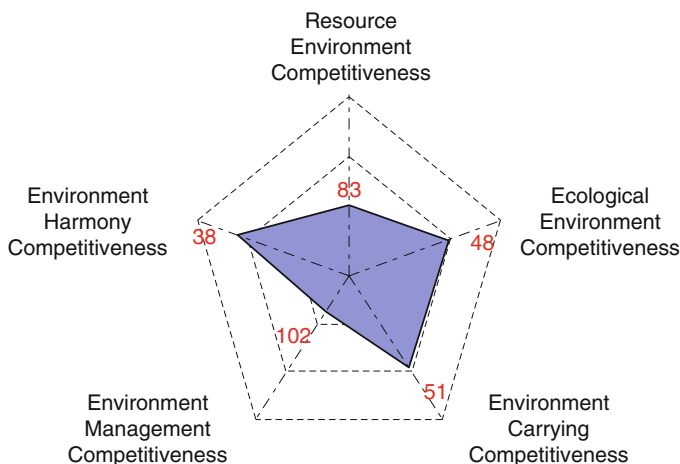 Resource
Environment
Competitiveness
83
Ecological
Environment
Competitiveness
48
Environment
Carrying
Competitiveness
51
Environment
Management
Competitiveness
102
Environment
Harmony
Competitiveness
38